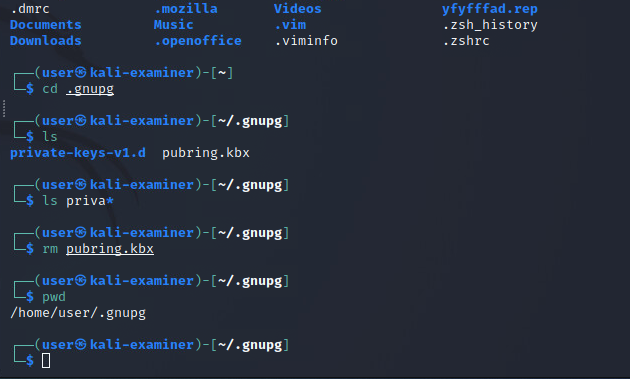 .dmrc .mozilla Videos yfyfffad.rep
Documents Music .vim .zsh_history
Downloads .openoffice .viminfo .zshrc
┌──(user㉿kali-examiner)-[~]
└─$ cd .gnupg
┌──(user㉿kali-examiner)-[~/.gnupg]
└─$ ls
private-keys-v1.d pubring.kbx
┌──(user㉿kali-examiner)-[~/.gnupg]
└─$ ls priva*
┌──(user㉿kali-examiner)-[~/.gnupg]
└─$ rm pubring.kbx
┌──(user㉿kali-examiner)-[~/.gnupg]
└─$ pwd
/home/user/.gnupg
┌──(user㉿kali-examiner)-[~/.gnupg]
└─$